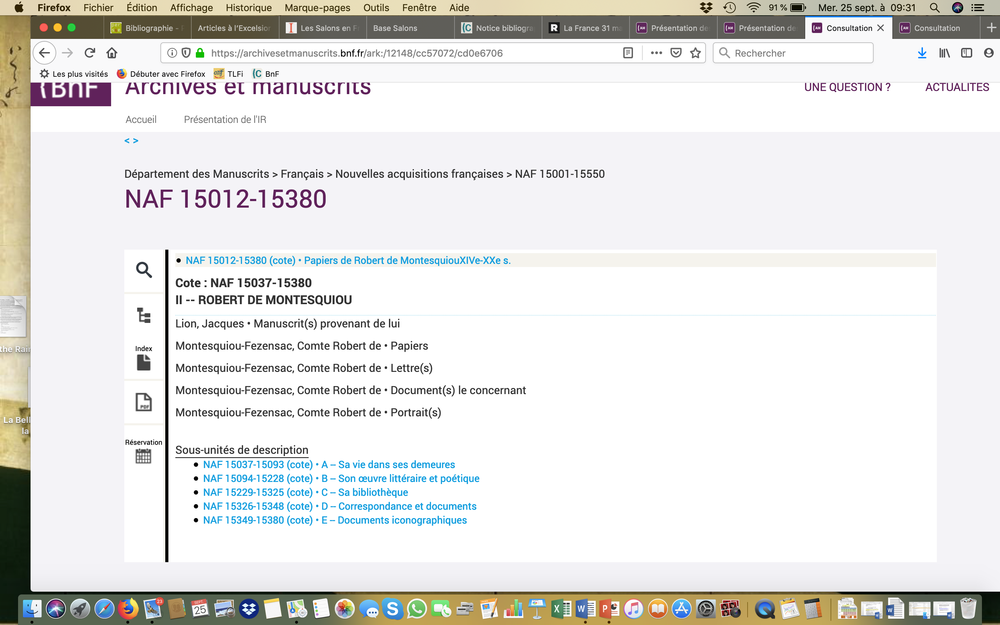 Firefox Fichier Édition Affichage Historique Marque-pages Outils Fenêtre Aide 91 % Mer. 25 sept. à 09:31
Bibliographie - Articles à l’Excelsior Les Salons en Base Salons Notice bibliogra La France 31 ma Présentation de Présentation de Consultation Consultation
https://archivesetmanuscrits.bnf.fr/ark:/12148/cc57072/cd0e6706 Rechercher
Les plus visités Débuter avec Firefox TLFi BnF
BnF Archives et manuscrits UNE QUESTION ? ACTUALITES
Accueil Présentation de l'IR
< >
Département des Manuscrits > Français > Nouvelles acquisitions françaises > NAF 15001-15550
NAF 15012-15380
• NAF 15012-15380 (cote) • Papiers de Robert de MontesquiouXIVe-XXe s.
Cote : NAF 15037-15380
II -- ROBERT DE MONTESQUIOU
Lion, Jacques • Manuscrit(s) provenant de lui
Montesquiou-Fezensac, Comte Robert de • Papiers
Index
Montesquiou-Fezensac, Comte Robert de • Lettre(s)
Montesquiou-Fezensac, Comte Robert de • Document(s) le concernant
PDF
Montesquiou-Fezensac, Comte Robert de • Portrait(s)
Réservation
Sous-unités de description
• NAF 15037-15093 (cote) • A -- Sa vie dans ses demeures
• NAF 15094-15228 (cote) • B -- Son œuvre littéraire et poétique
• NAF 15229-15325 (cote) • C -- Sa bibliothèque
• NAF 15326-15348 (cote) • D -- Correspondance et documents
• NAF 15349-15380 (cote) • E -- Documents iconographiques
the Rai
La Bell
la
23
SEPT.
25